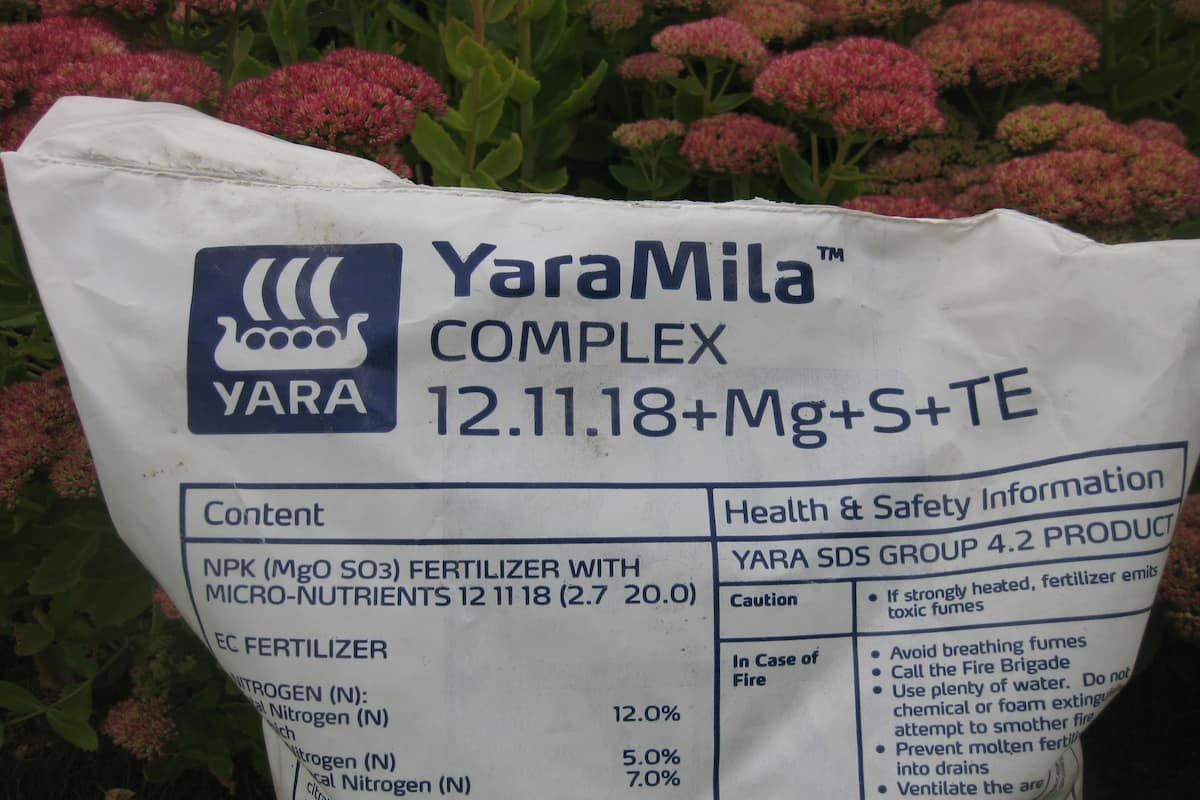 YaraMila™
COMPLEX
YARA
12.11.18+Mg+S+TE
Content
NPK (MgO SO3) FERTILIZER WITH
MICRO-NUTRIENTS 12 11 18 (2.7 20.0)
EC FERTILIZER
(N):
Nitrogen (N) 12.0%
(N) 5.0%
Nitrogen (N) 7.0%
Health & Safety Information
YARA SDS GROUP 4.2 PRODUCT
Caution
• If strongly heated, fertilizer emits
toxic fumes
In Case of
Fire
• Avoid breathing fumes
• Call the Fire Brigade
• Use plenty of water. Do not
chemical or foam
attempt to smother fire
• Prevent molten
into drains
• Ventilate the